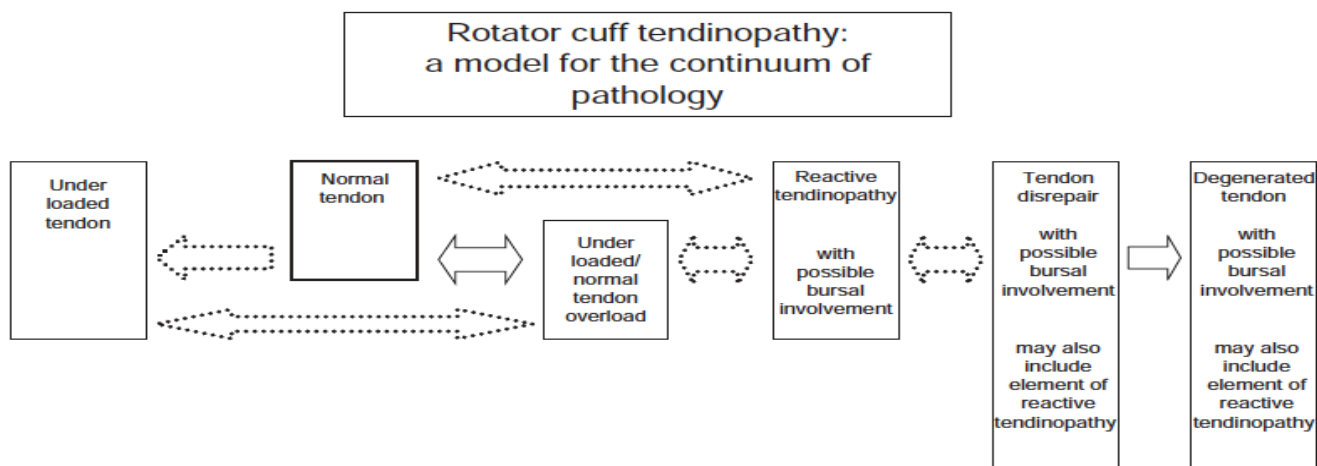 Rotator cuff tendinopathy:
a model for the continuum of
pathology
Under
loaded
tendon
Normal
tendon
Under
loaded/
normal
tendon
overload
Reactive
tendinopathy
with
possible
bursal
involvement
Tendon
disrepair
with
possible
bursal
involvement
may also
include
element of
reactive
tendinopathy
Degenerated
tendon
with
possible
bursal
involvement
may also
include
element of
reactive
tendinopathy